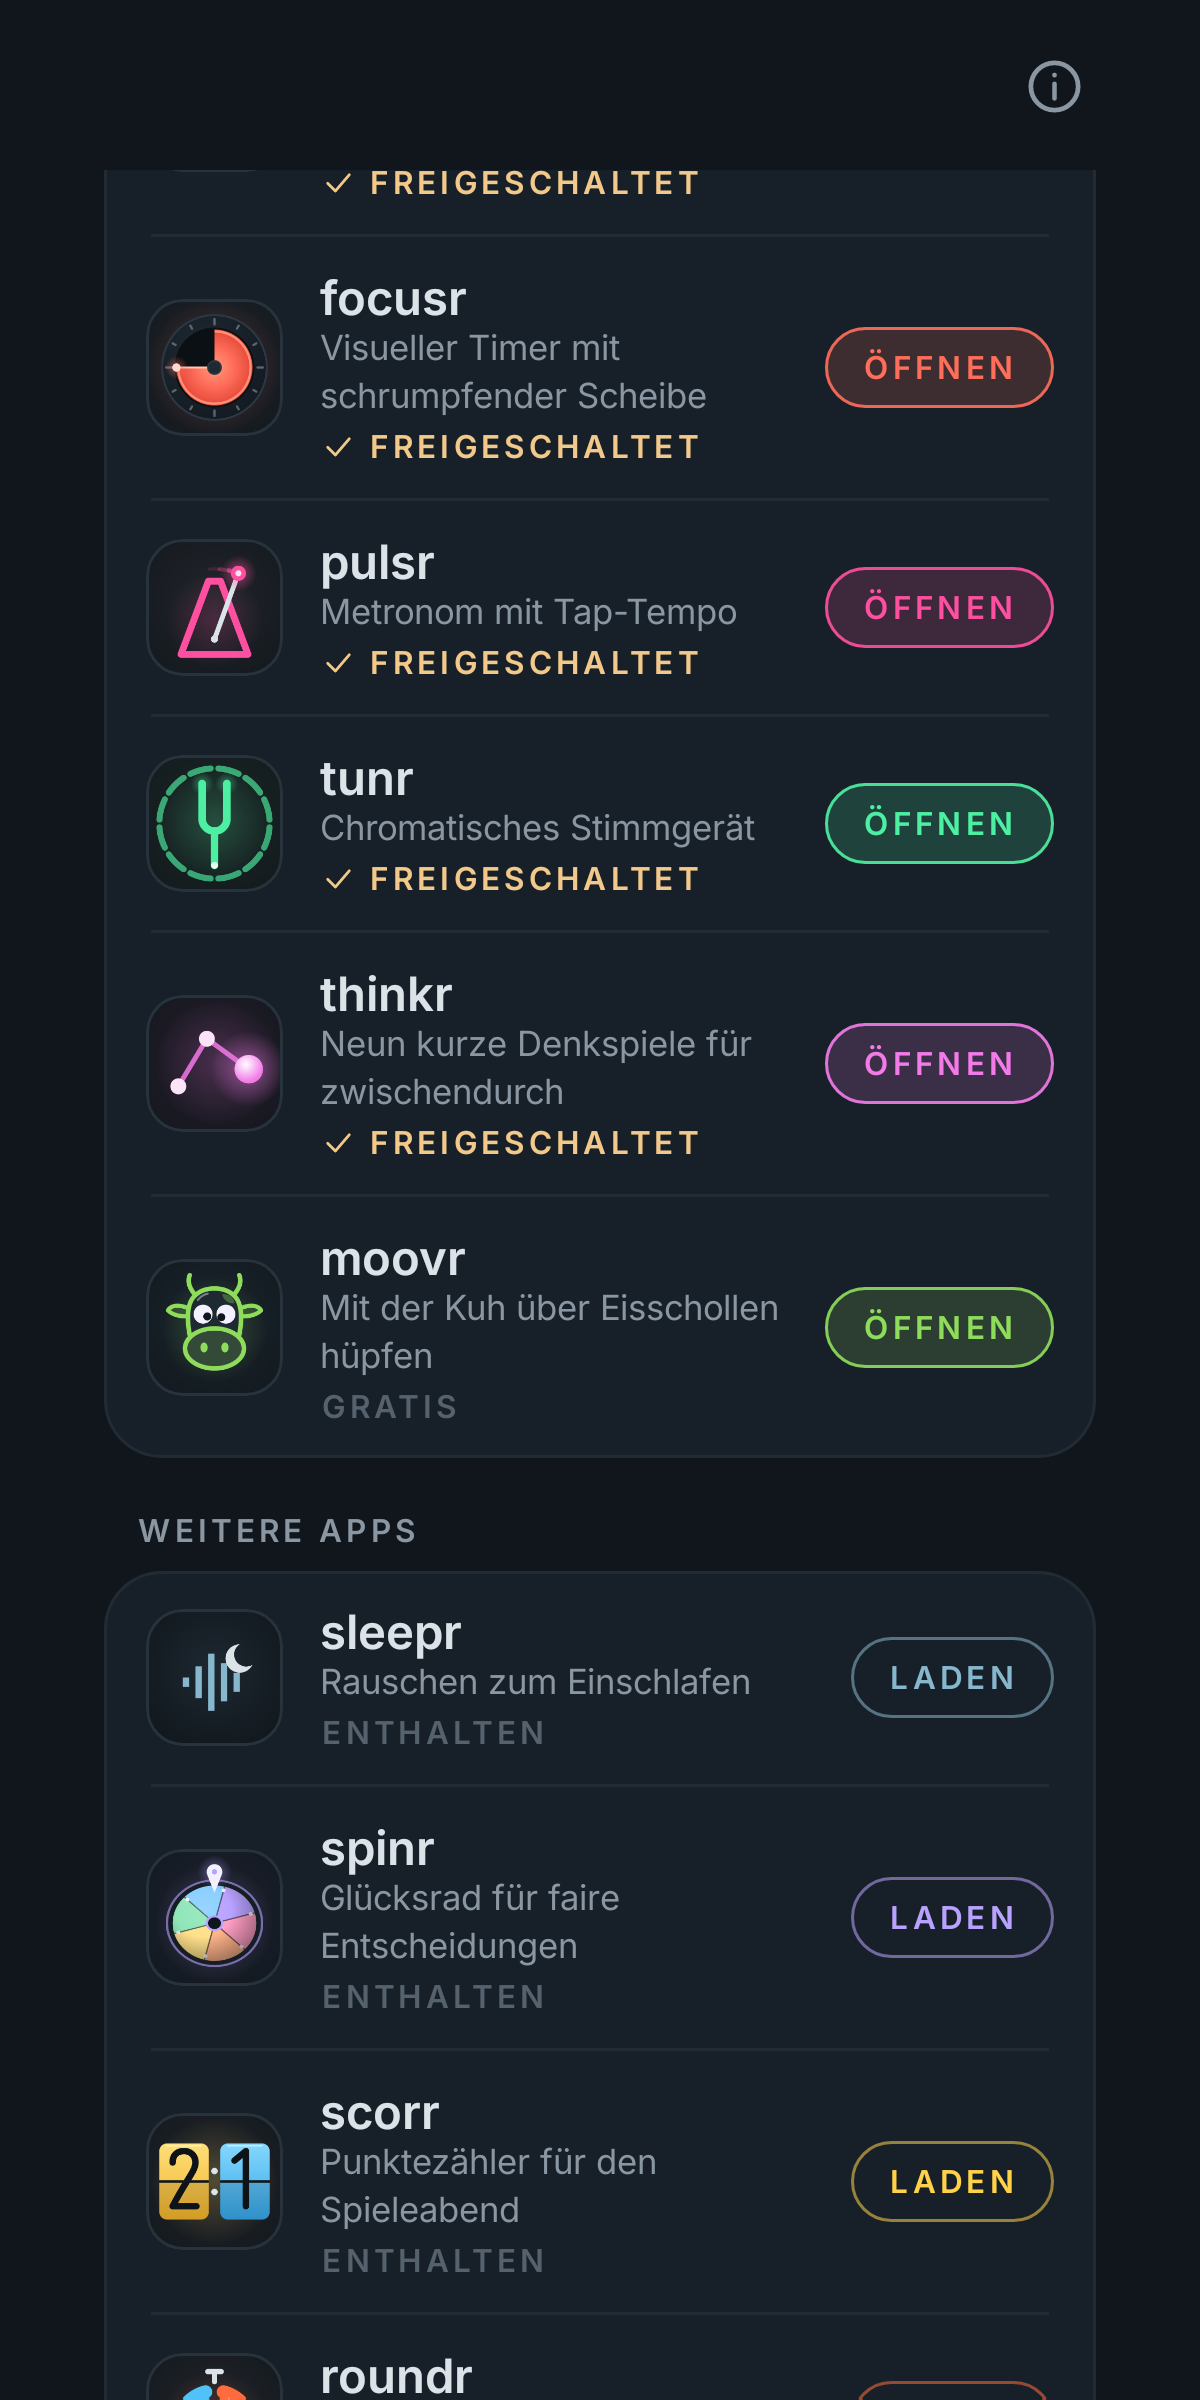 FREIGESCHALTET
focusr
Visueller Timer mit
schrumpfender Scheibe
ÖFFNEN
FREIGESCHALTET
pulsr
Metronom mit Tap-Tempo
ÖFFNEN
FREIGESCHALTET
tunr
Chromatisches Stimmgerät
ÖFFNEN
FREIGESCHALTET
thinkr
Neun kurze Denkspiele für
zwischendurch
ÖFFNEN
FREIGESCHALTET
moovr
Mit der Kuh über Eisschollen
hüpfen
ÖFFNEN
GRATIS
WEITERE APPS
sleepr
Rauschen zum Einschlafen
LADEN
ENTHALTEN
spinr
Glücksrad für faire
Entscheidungen
LADEN
ENTHALTEN
2:1
scorr
Punktezähler für den
Spieleabend
LADEN
ENTHALTEN
roundr